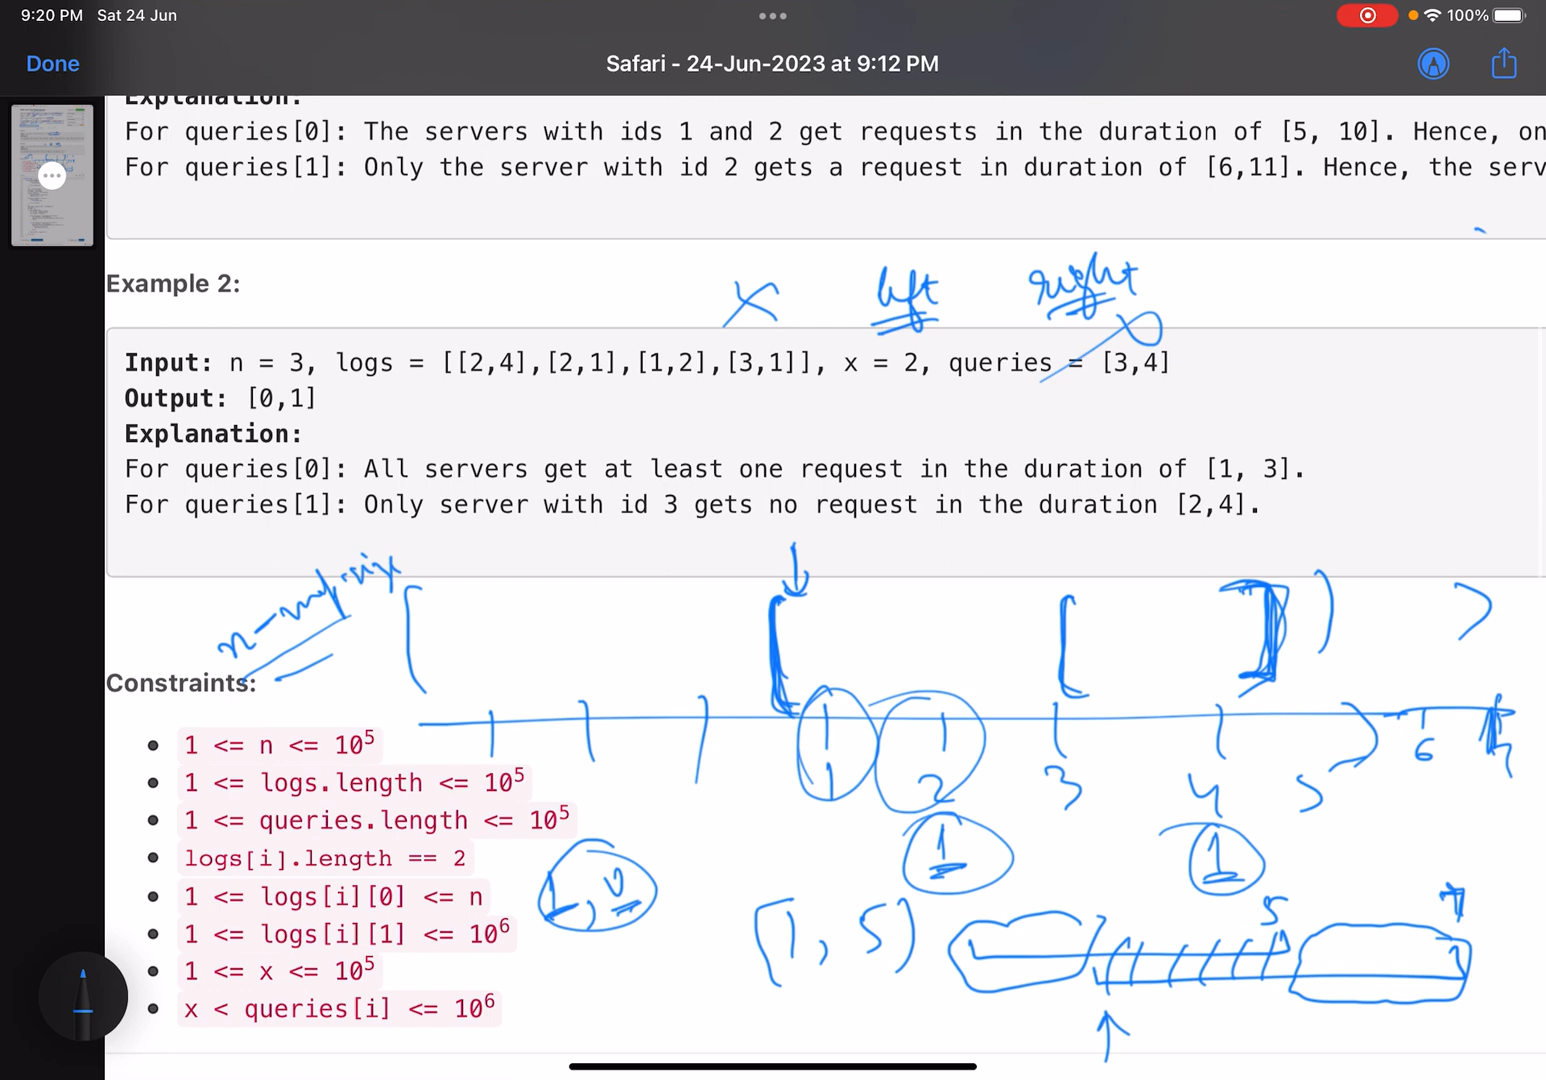 9:20 PM Sat 24 Jun
100%
Done
Safari - 24-Jun-2023 at 9:12 PM
Explanation:
For queries[0]: The servers with ids 1 and 2 get requests in the duration of [5, 10]. Hence, on
For queries[1]: Only the server with id 2 gets a request in duration of [6,11]. Hence, the serv
Example 2:
left right
Input: n = 3, logs = [[2,4],[2,1],[1,2],[3,1]], x = 2, queries = [3,4]
Output: [0,1]
Explanation:
For queries[0]: All servers get at least one request in the duration of [1, 3].
For queries[1]: Only server with id 3 gets no request in the duration [2,4].
Constraints:
1 <= n <= 10^5
1 <= logs.length <= 10^5
1 <= queries.length <= 10^5
logs[i].length == 2
1 <= logs[i][0] <= n
1 <= logs[i][1] <= 10^6
1 <= x <= 10^5
x < queries[i] <= 10^6
1 2 3 4 5 6
1 1
[1, 5)
5